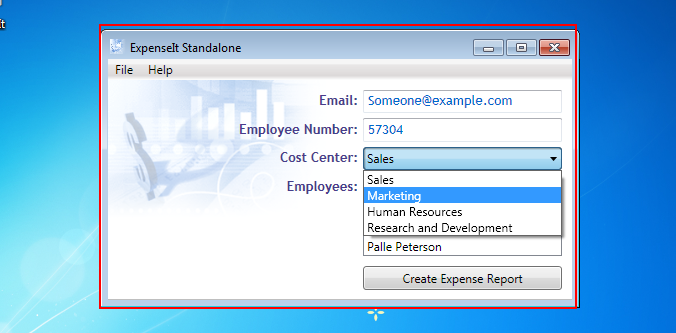 it
ExpenseIt Standalone
File Help
Email: Someone@example.com
Employee Number: 57304
Cost Center: Sales
Employees:
Sales
Marketing
Human Resources
Research and Development
Palle Peterson
Create Expense Report